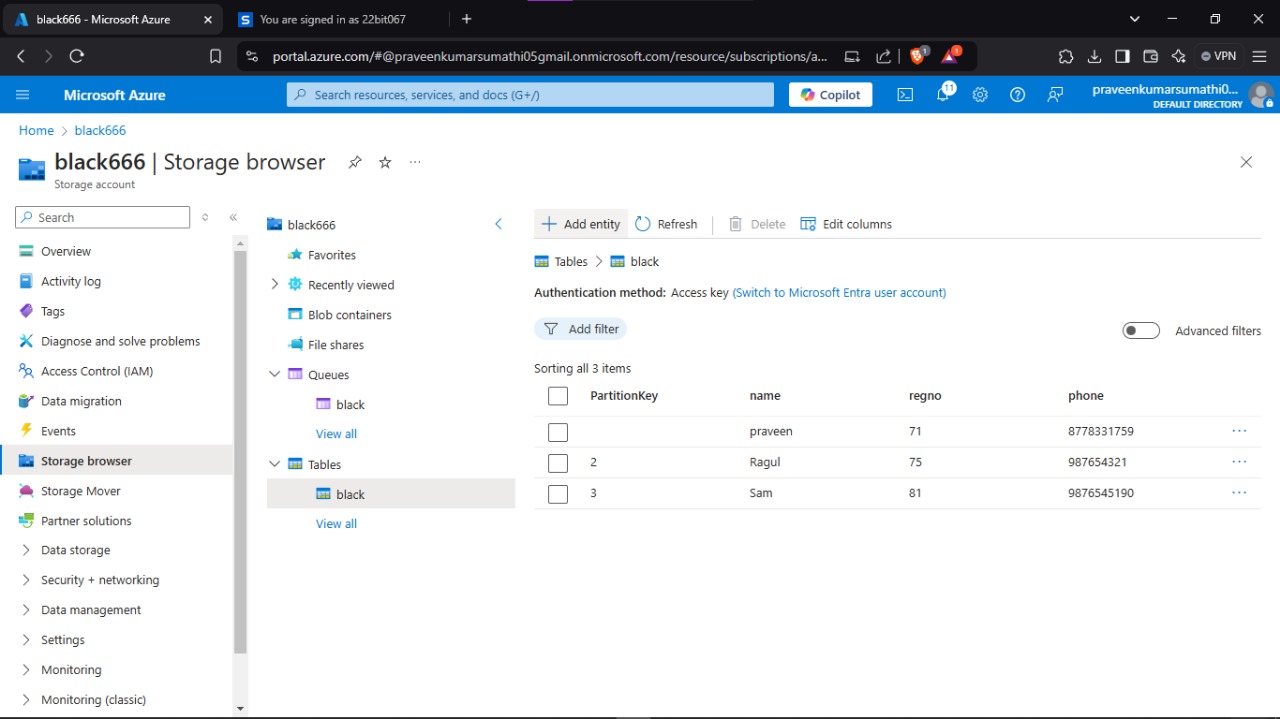 black666 - Microsoft Azure
You are signed in as 22bit067
portal.azure.com/#@praveenkumarsumathi05gmail.onmicrosoft.com/resource/subscriptions/a...
1
1
VPN
Microsoft Azure
Search resources, services, and docs (G+/)
Copilot
11
praveenkumarsumathi0...
DEFAULT DIRECTORY
Home > black666
black666 | Storage browser
Storage account
Search
Overview
Activity log
Tags
Diagnose and solve problems
Access Control (IAM)
Data migration
Events
Storage browser
Storage Mover
Partner solutions
Data storage
Security + networking
Data management
Settings
Monitoring
Monitoring (classic)
black666
Favorites
Recently viewed
Blob containers
File shares
Queues
black
View all
Tables
black
View all
Add entity Refresh Delete Edit columns
Tables > black
Authentication method: Access key (Switch to Microsoft Entra user account)
Add filter
Advanced filters
Sorting all 3 items
PartitionKey name regno phone
praveen 71 8778331759
2 Ragul 75 987654321
3 Sam 81 9876545190